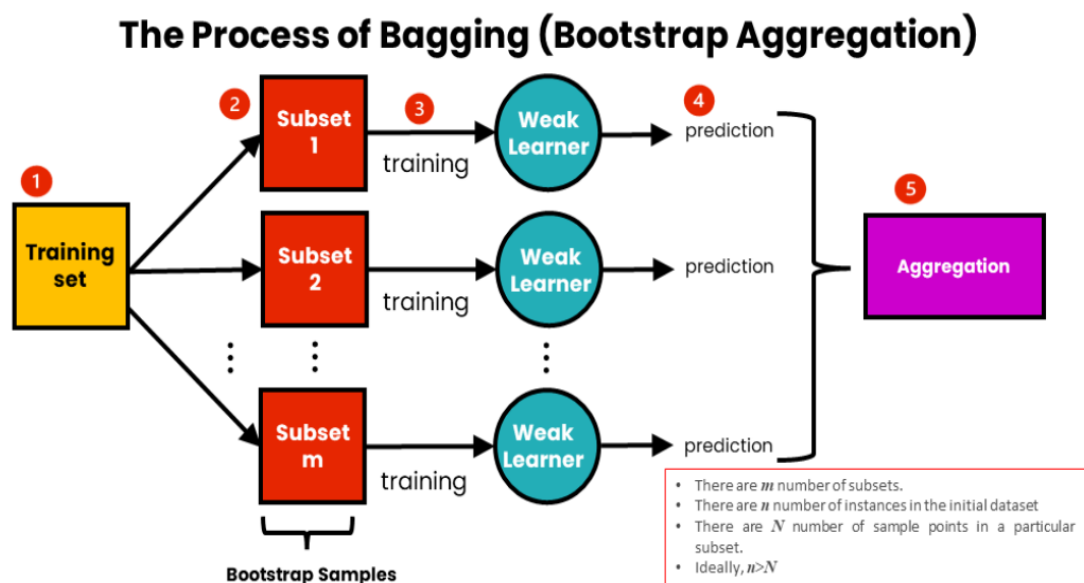 The Process of Bagging (Bootstrap Aggregation)
1
Training
set
2
Subset
1
3
training
Weak
Learner
4
prediction
Subset
2
training
Weak
Learner
prediction
Subset
m
training
Weak
Learner
prediction
5
Aggregation
Bootstrap Samples
• There are m number of subsets.
• There are n number of instances in the initial dataset
• There are N number of sample points in a particular
subset.
• Ideally, n>N